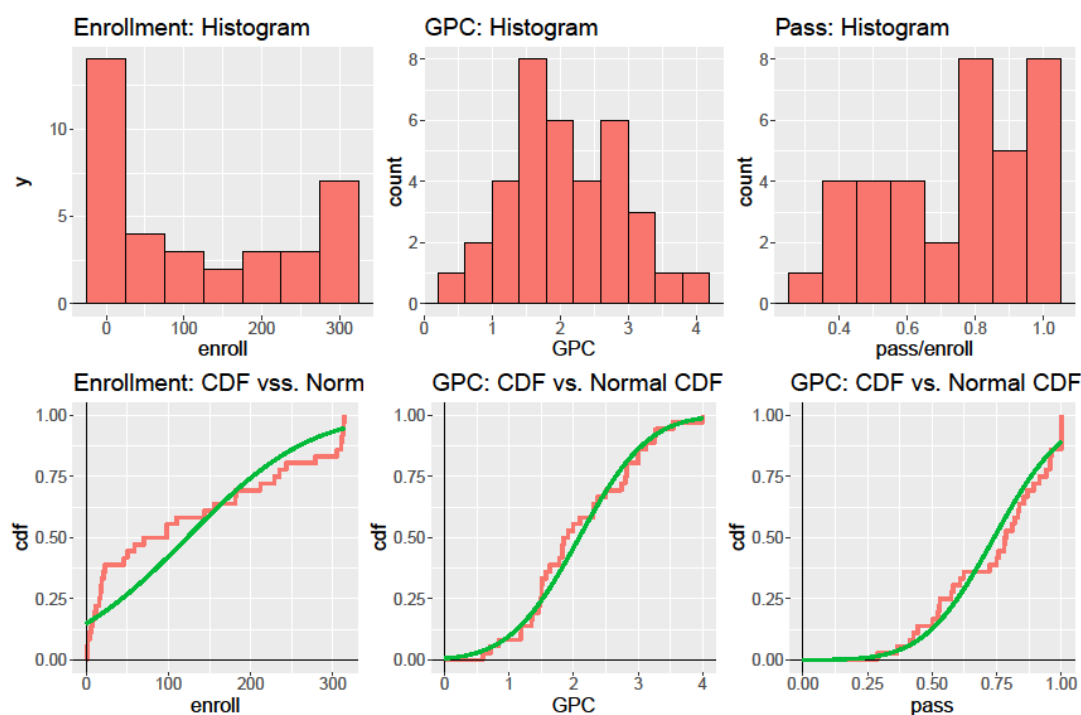 Enrollment: Histogram
10
5
0
y
0 100 200 300
enroll
GPC: Histogram
8
6
4
2
0
count
0 1 2 3 4
GPC
Pass: Histogram
8
6
4
2
0
count
0.4 0.6 0.8 1.0
pass/enroll
Enrollment: CDF vss. Norm
1.00
0.75
0.50
0.25
0.00
cdf
0 100 200 300
enroll
GPC: CDF vs. Normal CDF
1.00
0.75
0.50
0.25
0.00
cdf
0 1 2 3 4
GPC
GPC: CDF vs. Normal CDF
1.00
0.75
0.50
0.25
0.00
cdf
0.00 0.25 0.50 0.75 1.00
pass